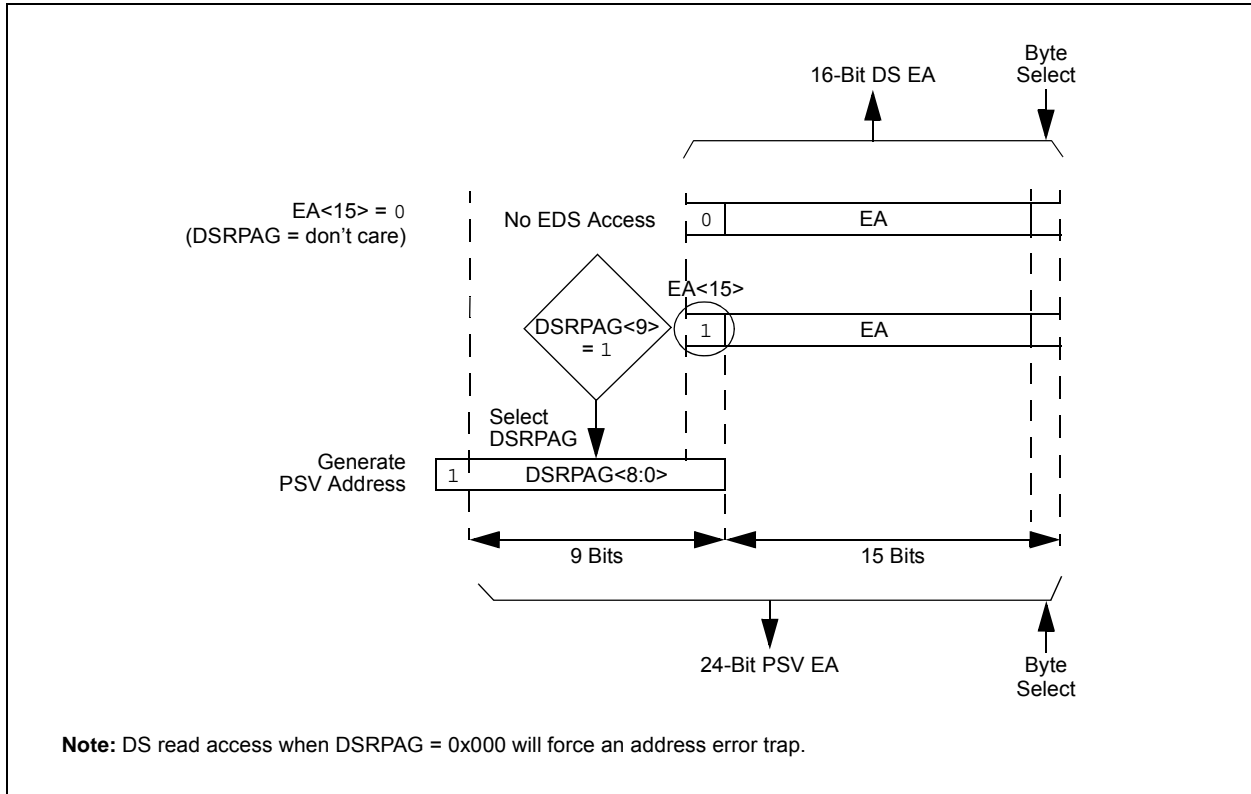 Byte
Select
16-Bit DS EA
EA<15> = 0
(DSRPAG = don’t care)
No EDS Access
0
EA
EA<15>
DSRPAG<9>
= 1
1
EA
Select
DSRPAG
Generate
PSV Address
1
DSRPAG<8:0>
9 Bits
15 Bits
24-Bit PSV EA
Byte
Select
Note: DS read access when DSRPAG = 0x000 will force an address error trap.